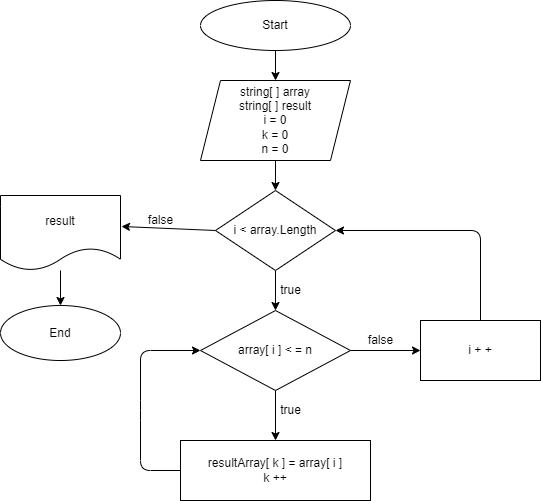 Start
string[ ] array
string[ ] result
i = 0
k = 0
n = 0
i < array.Length
false
result
true
End
array[ i ] < = n
false
i + +
true
resultArray[ k ] = array[ i ]
k ++